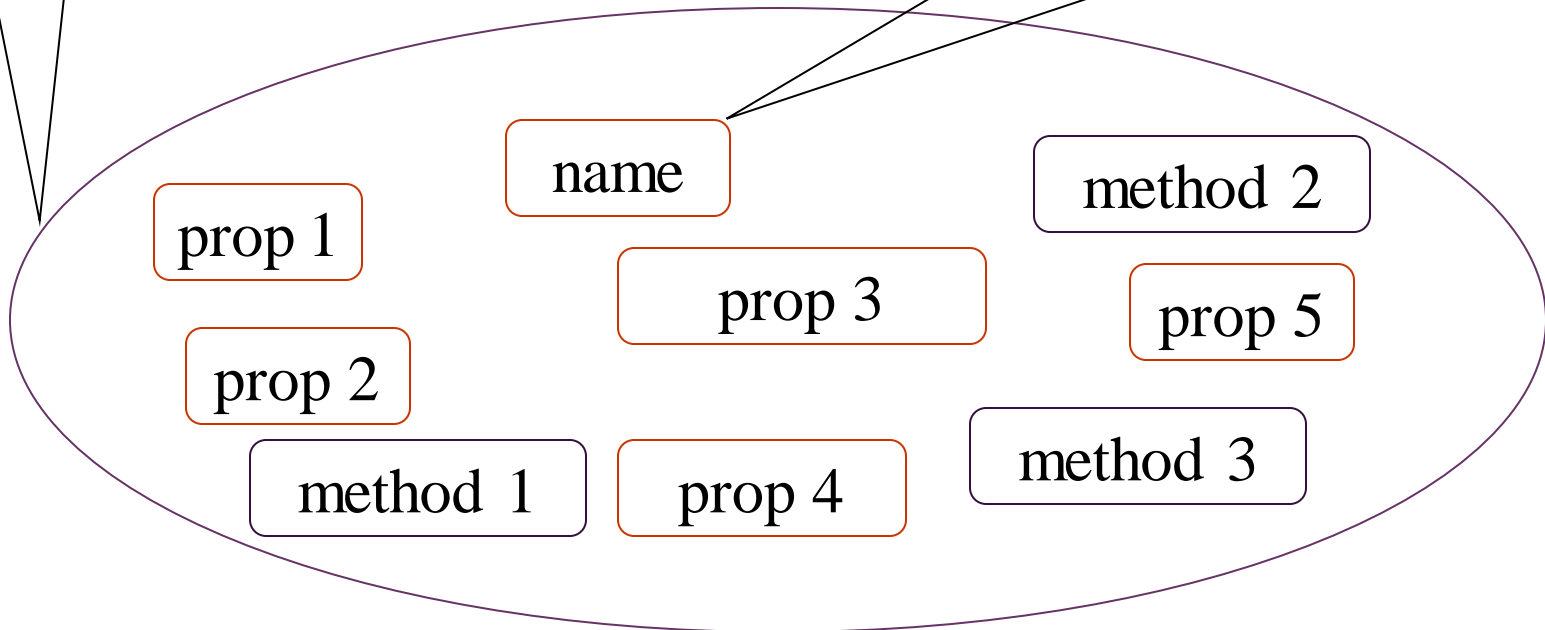 name
method 2
prop 1
prop 3
prop 5
prop 2
method 3
method 1
prop 4